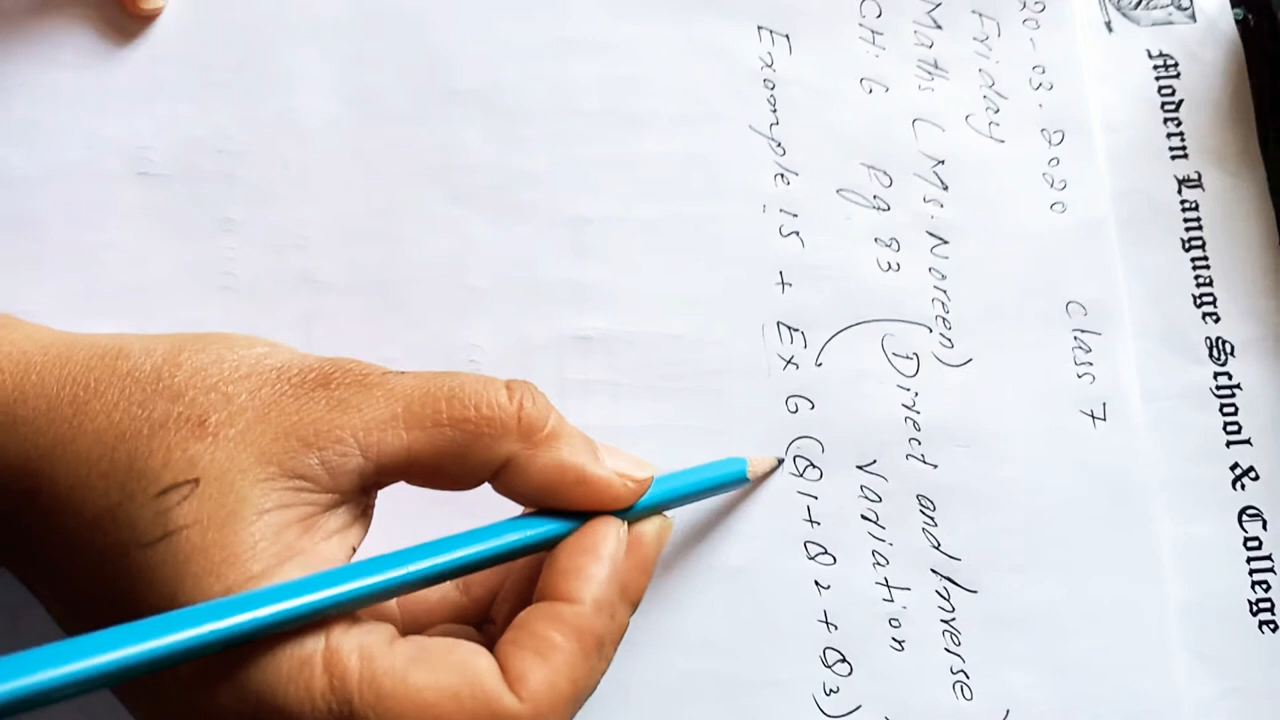 Modern Language School & College
Class 7
20-03.2020
Friday
Maths (Ms. Noreen)
CH: 6 Pg 83 (Direct and Inverse
Variation
Example 15 + Ex 6 (Q1+Q2+Q3)